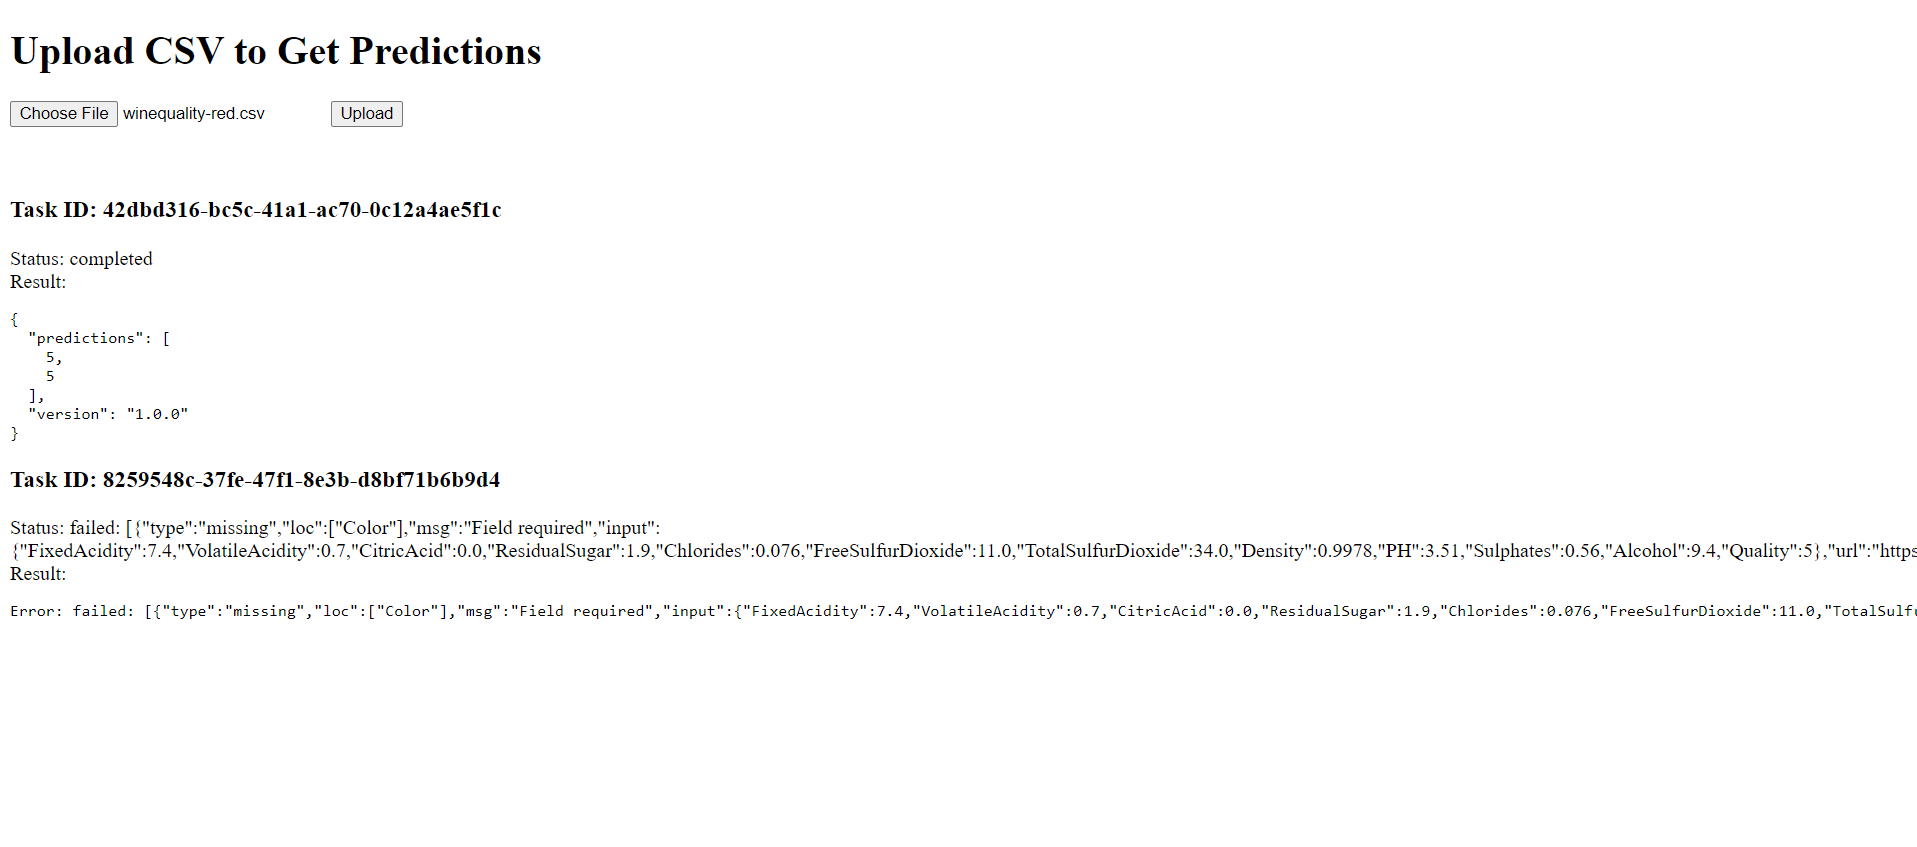 Upload CSV to Get Predictions
Choose File winequality-red.csv Upload
Task ID: 42dbd316-bc5c-41a1-ac70-0c12a4ae5f1c
Status: completed
Result:
{
  "predictions": [
    5,
    5
  ],
  "version": "1.0.0"
}
Task ID: 8259548c-37fe-47f1-8e3b-d8bf71b6b9d4
Status: failed: [{"type":"missing","loc":["Color"],"msg":"Field required","input":
{"FixedAcidity":7.4,"VolatileAcidity":0.7,"CitricAcid":0.0,"ResidualSugar":1.9,"Chlorides":0.076,"FreeSulfurDioxide":11.0,"TotalSulfurDioxide":34.0,"Density":0.9978,"PH":3.51,"Sulphates":0.56,"Alcohol":9.4,"Quality":5},"url":"https
Result:
Error: failed: [{"type":"missing","loc":["Color"],"msg":"Field required","input":{"FixedAcidity":7.4,"VolatileAcidity":0.7,"CitricAcid":0.0,"ResidualSugar":1.9,"Chlorides":0.076,"FreeSulfurDioxide":11.0,"TotalSulf